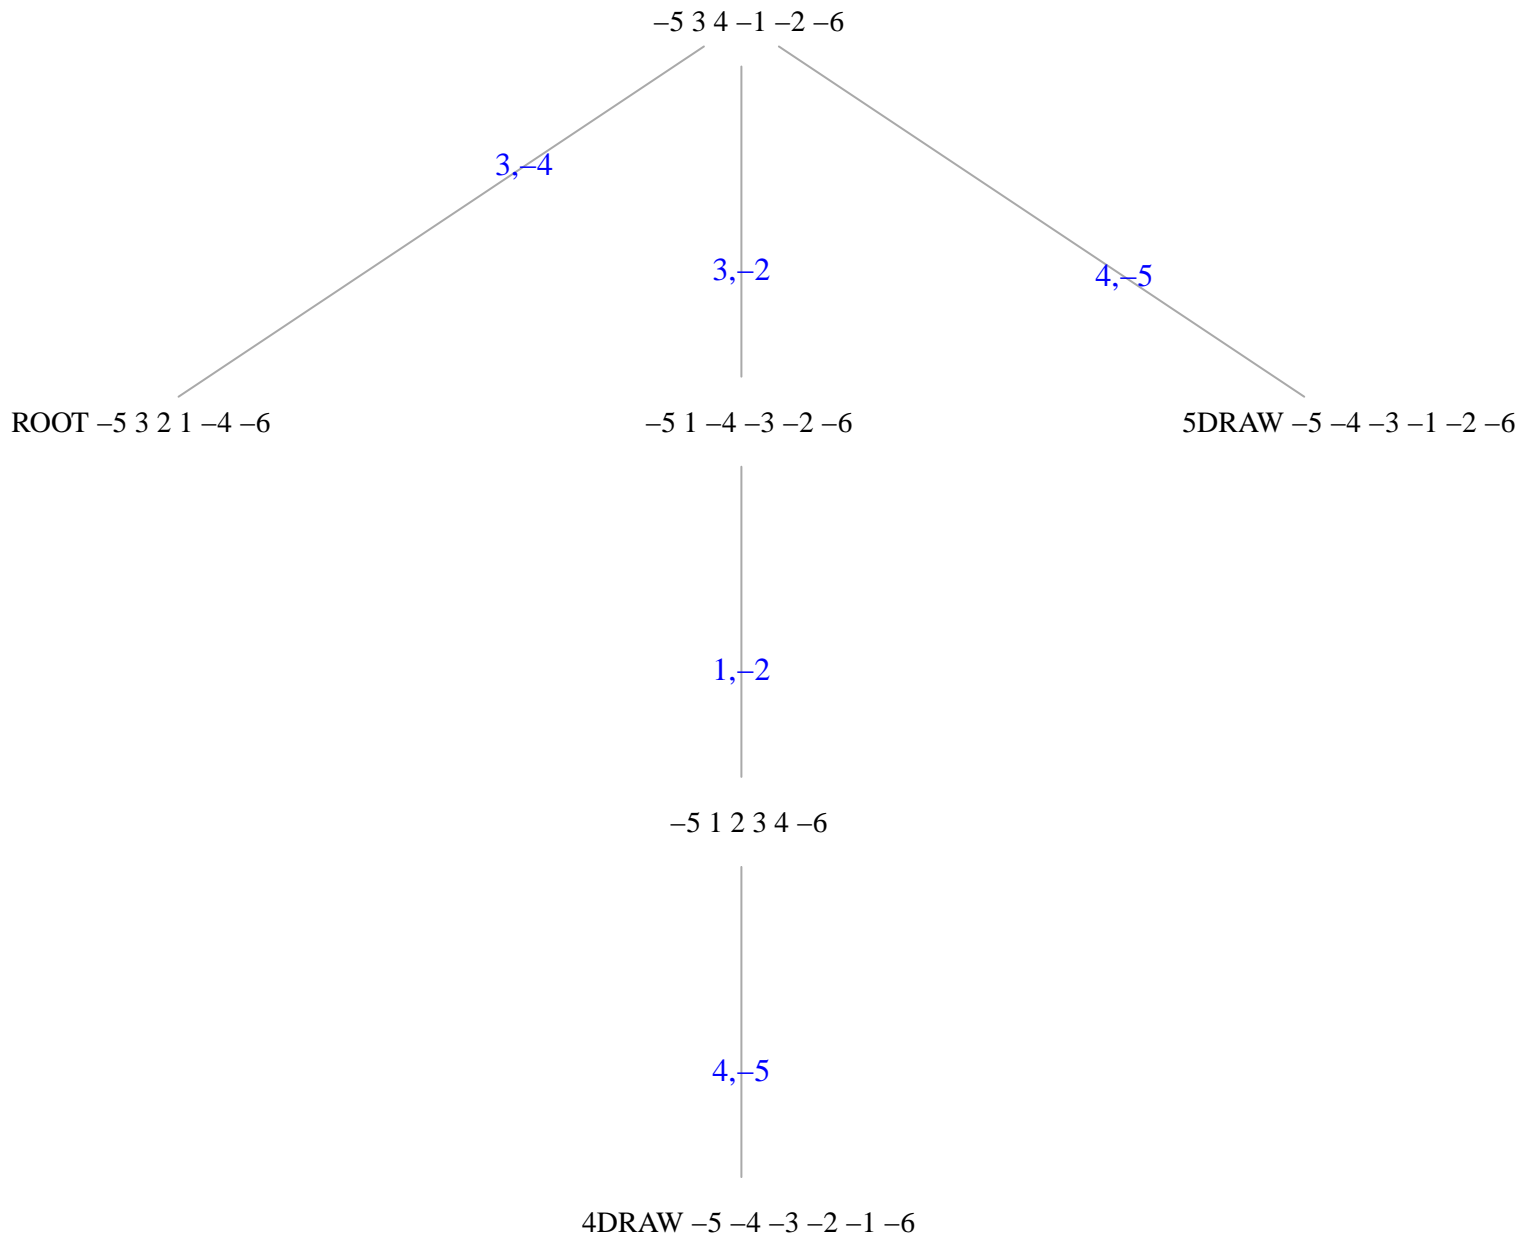 –5 3 4 –1 –2 –6
3,–4
3,–2
4,–5
ROOT –5 3 2 1 –4 –6
–5 1 –4 –3 –2 –6
5DRAW –5 –4 –3 –1 –2 –6
1,–2
–5 1 2 3 4 –6
4,–5
4DRAW –5 –4 –3 –2 –1 –6